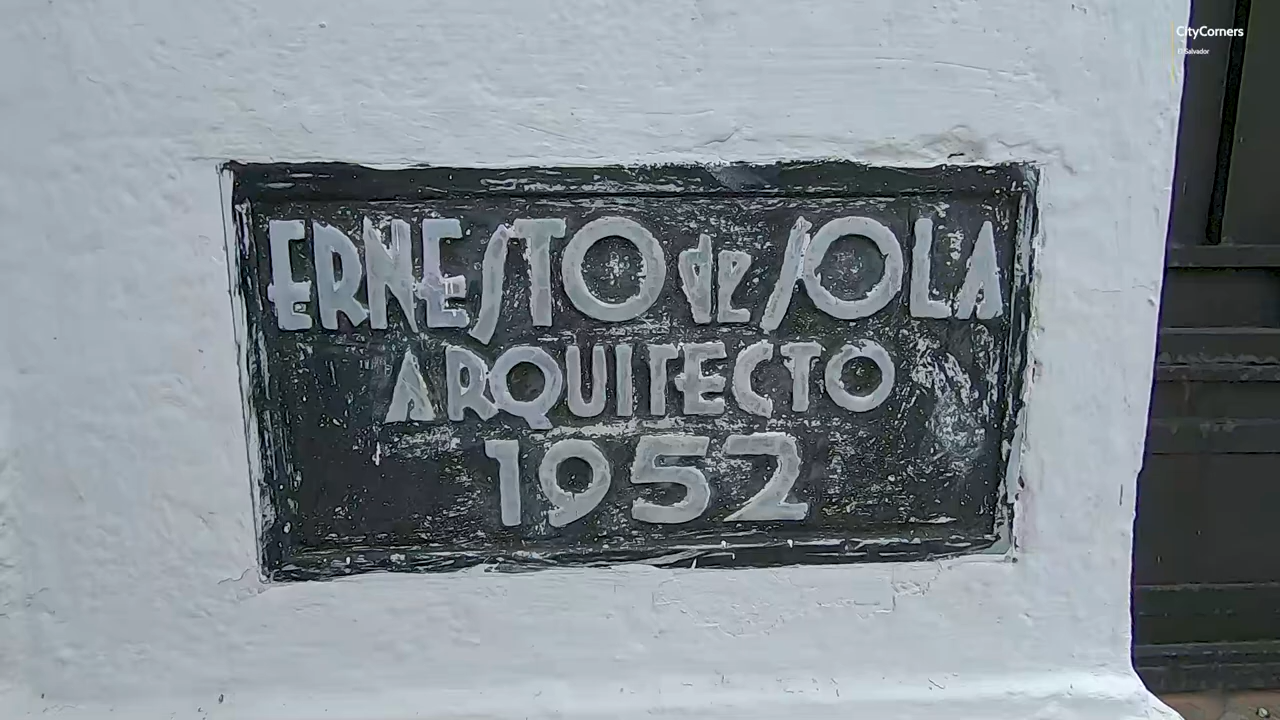 CityCorners
El Salvador
ERNESTO de SOLA
ARQUITECTO
1952